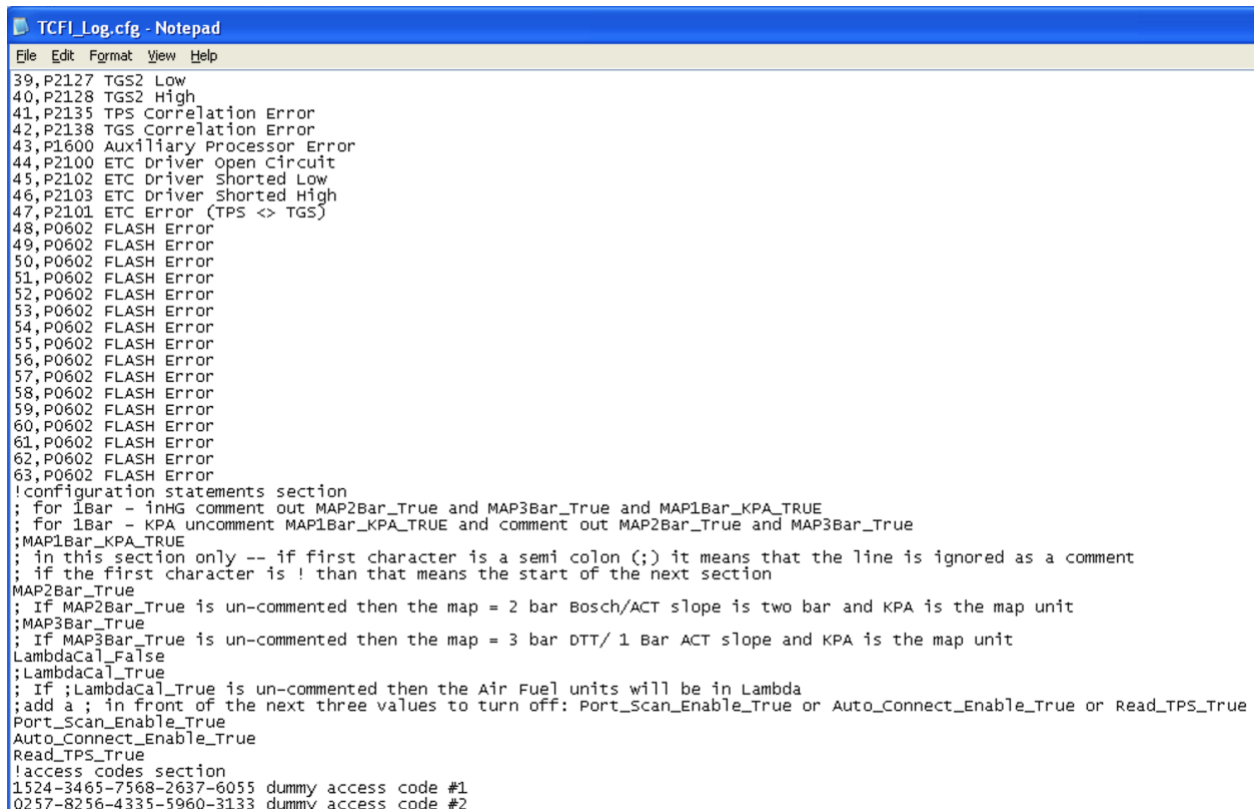 TCFI_Log.cfg - Notepad
File Edit Format View Help
39,P2127 TGS2 Low
40,P2128 TGS2 High
41,P2135 TPS Correlation Error
42,P2138 TGS Correlation Error
43,P1600 Auxiliary Processor Error
44,P2100 ETC Driver Open Circuit
45,P2102 ETC Driver Shorted Low
46,P2103 ETC Driver Shorted High
47,P2101 ETC Error (TPS <> TGS)
48,P0602 FLASH Error
49,P0602 FLASH Error
50,P0602 FLASH Error
51,P0602 FLASH Error
52,P0602 FLASH Error
53,P0602 FLASH Error
54,P0602 FLASH Error
55,P0602 FLASH Error
56,P0602 FLASH Error
57,P0602 FLASH Error
58,P0602 FLASH Error
59,P0602 FLASH Error
60,P0602 FLASH Error
61,P0602 FLASH Error
62,P0602 FLASH Error
63,P0602 FLASH Error
!configuration statements section
; for 1Bar - inHG comment out MAP2Bar_True and MAP3Bar_True and MAP1Bar_KPA_TRUE
; for 1Bar - KPA uncomment MAP1Bar_KPA_TRUE and comment out MAP2Bar_True and MAP3Bar_True
;MAP1Bar_KPA_TRUE
; in this section only -- if first character is a semi colon (;) it means that the line is ignored as a comment
; if the first character is ! than that means the start of the next section
MAP2Bar_True
; If MAP2Bar_True is un-commented then the map = 2 bar Bosch/ACT slope is two bar and KPA is the map unit
;MAP3Bar_True
; If MAP3Bar_True is un-commented then the map = 3 bar DTT/ 1 Bar ACT slope and KPA is the map unit
LambdaCal_False
;LambdaCal_True
; If ;LambdaCal_True is un-commented then the Air Fuel units will be in Lambda
;add a ; in front of the next three values to turn off: Port_Scan_Enable_True or Auto_Connect_Enable_True or Read_TPS_True
Port_Scan_Enable_True
Auto_Connect_Enable_True
Read_TPS_True
!access codes section
1524-3465-7568-2637-6055 dummy access code #1
0257-8256-4335-5960-3133 dummy access code #2